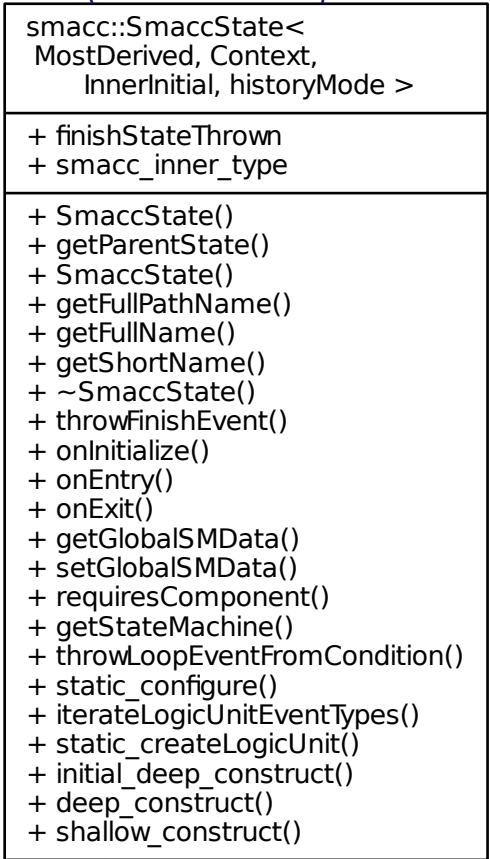 smacc::SmaccState<
MostDerived, Context,
InnerInitial, historyMode >
+ finishStateThrown
+ smacc_inner_type
+ SmaccState()
+ getParentState()
+ SmaccState()
+ getFullPathName()
+ getFullName()
+ getShortName()
+ ~SmaccState()
+ throwFinishEvent()
+ onInitialize()
+ onEntry()
+ onExit()
+ getGlobalSMData()
+ setGlobalSMData()
+ requiresComponent()
+ getStateMachine()
+ throwLoopEventFromCondition()
+ static_configure()
+ iterateLogicUnitEventTypes()
+ static_createLogicUnit()
+ initial_deep_construct()
+ deep_construct()
+ shallow_construct()